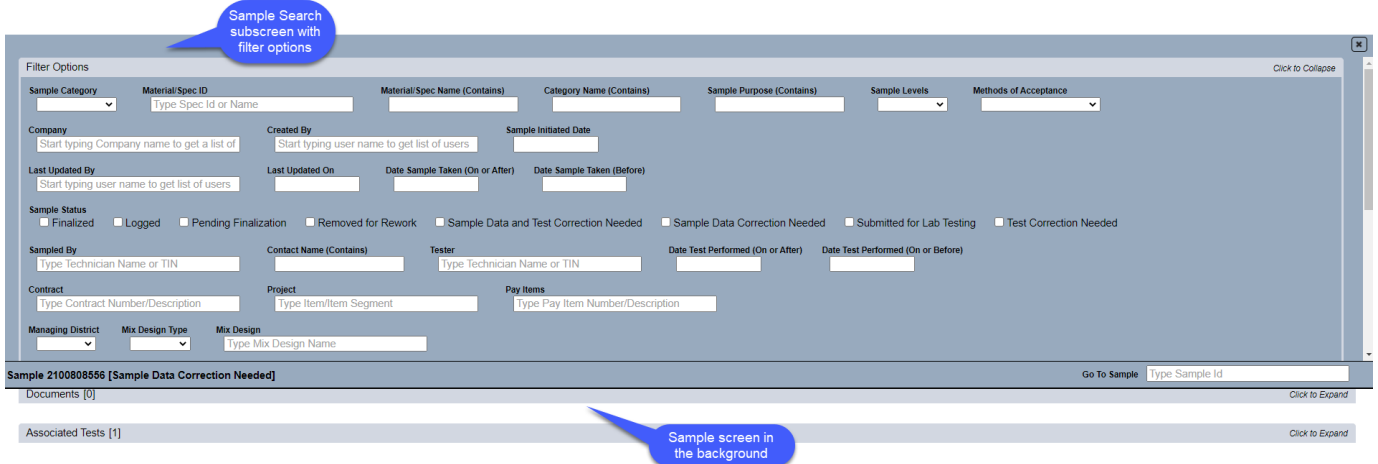 Sample Search
subscreen with
filter options
Filter Options Click to Collapse
Sample Category Material/Spec ID Material/Spec Name (Contains) Category Name (Contains) Sample Purpose (Contains) Sample Levels Methods of Acceptance
Type Spec Id or Name
Company Created By Sample Initiated Date
Start typing Company name to get a list of Start typing user name to get list of users
Last Updated By Last Updated On Date Sample Taken (On or After) Date Sample Taken (Before)
Start typing user name to get list of users
Sample Status
Finalized Logged Pending Finalization Removed for Rework Sample Data and Test Correction Needed Sample Data Correction Needed Submitted for Lab Testing Test Correction Needed
Sampled By Contact Name (Contains) Tester Date Test Performed (On or After) Date Test Performed (On or Before)
Type Technician Name or TIN Type Technician Name or TIN
Contract Project Pay Items
Type Contract Number/Description Type Item/Item Segment Type Pay Item Number/Description
Managing District Mix Design Type Mix Design
Type Mix Design Name
Sample 2100808556 [Sample Data Correction Needed] Go To Sample Type Sample Id
Documents [0] Click to Expand
Associated Tests [1] Click to Expand
Sample screen in
the background